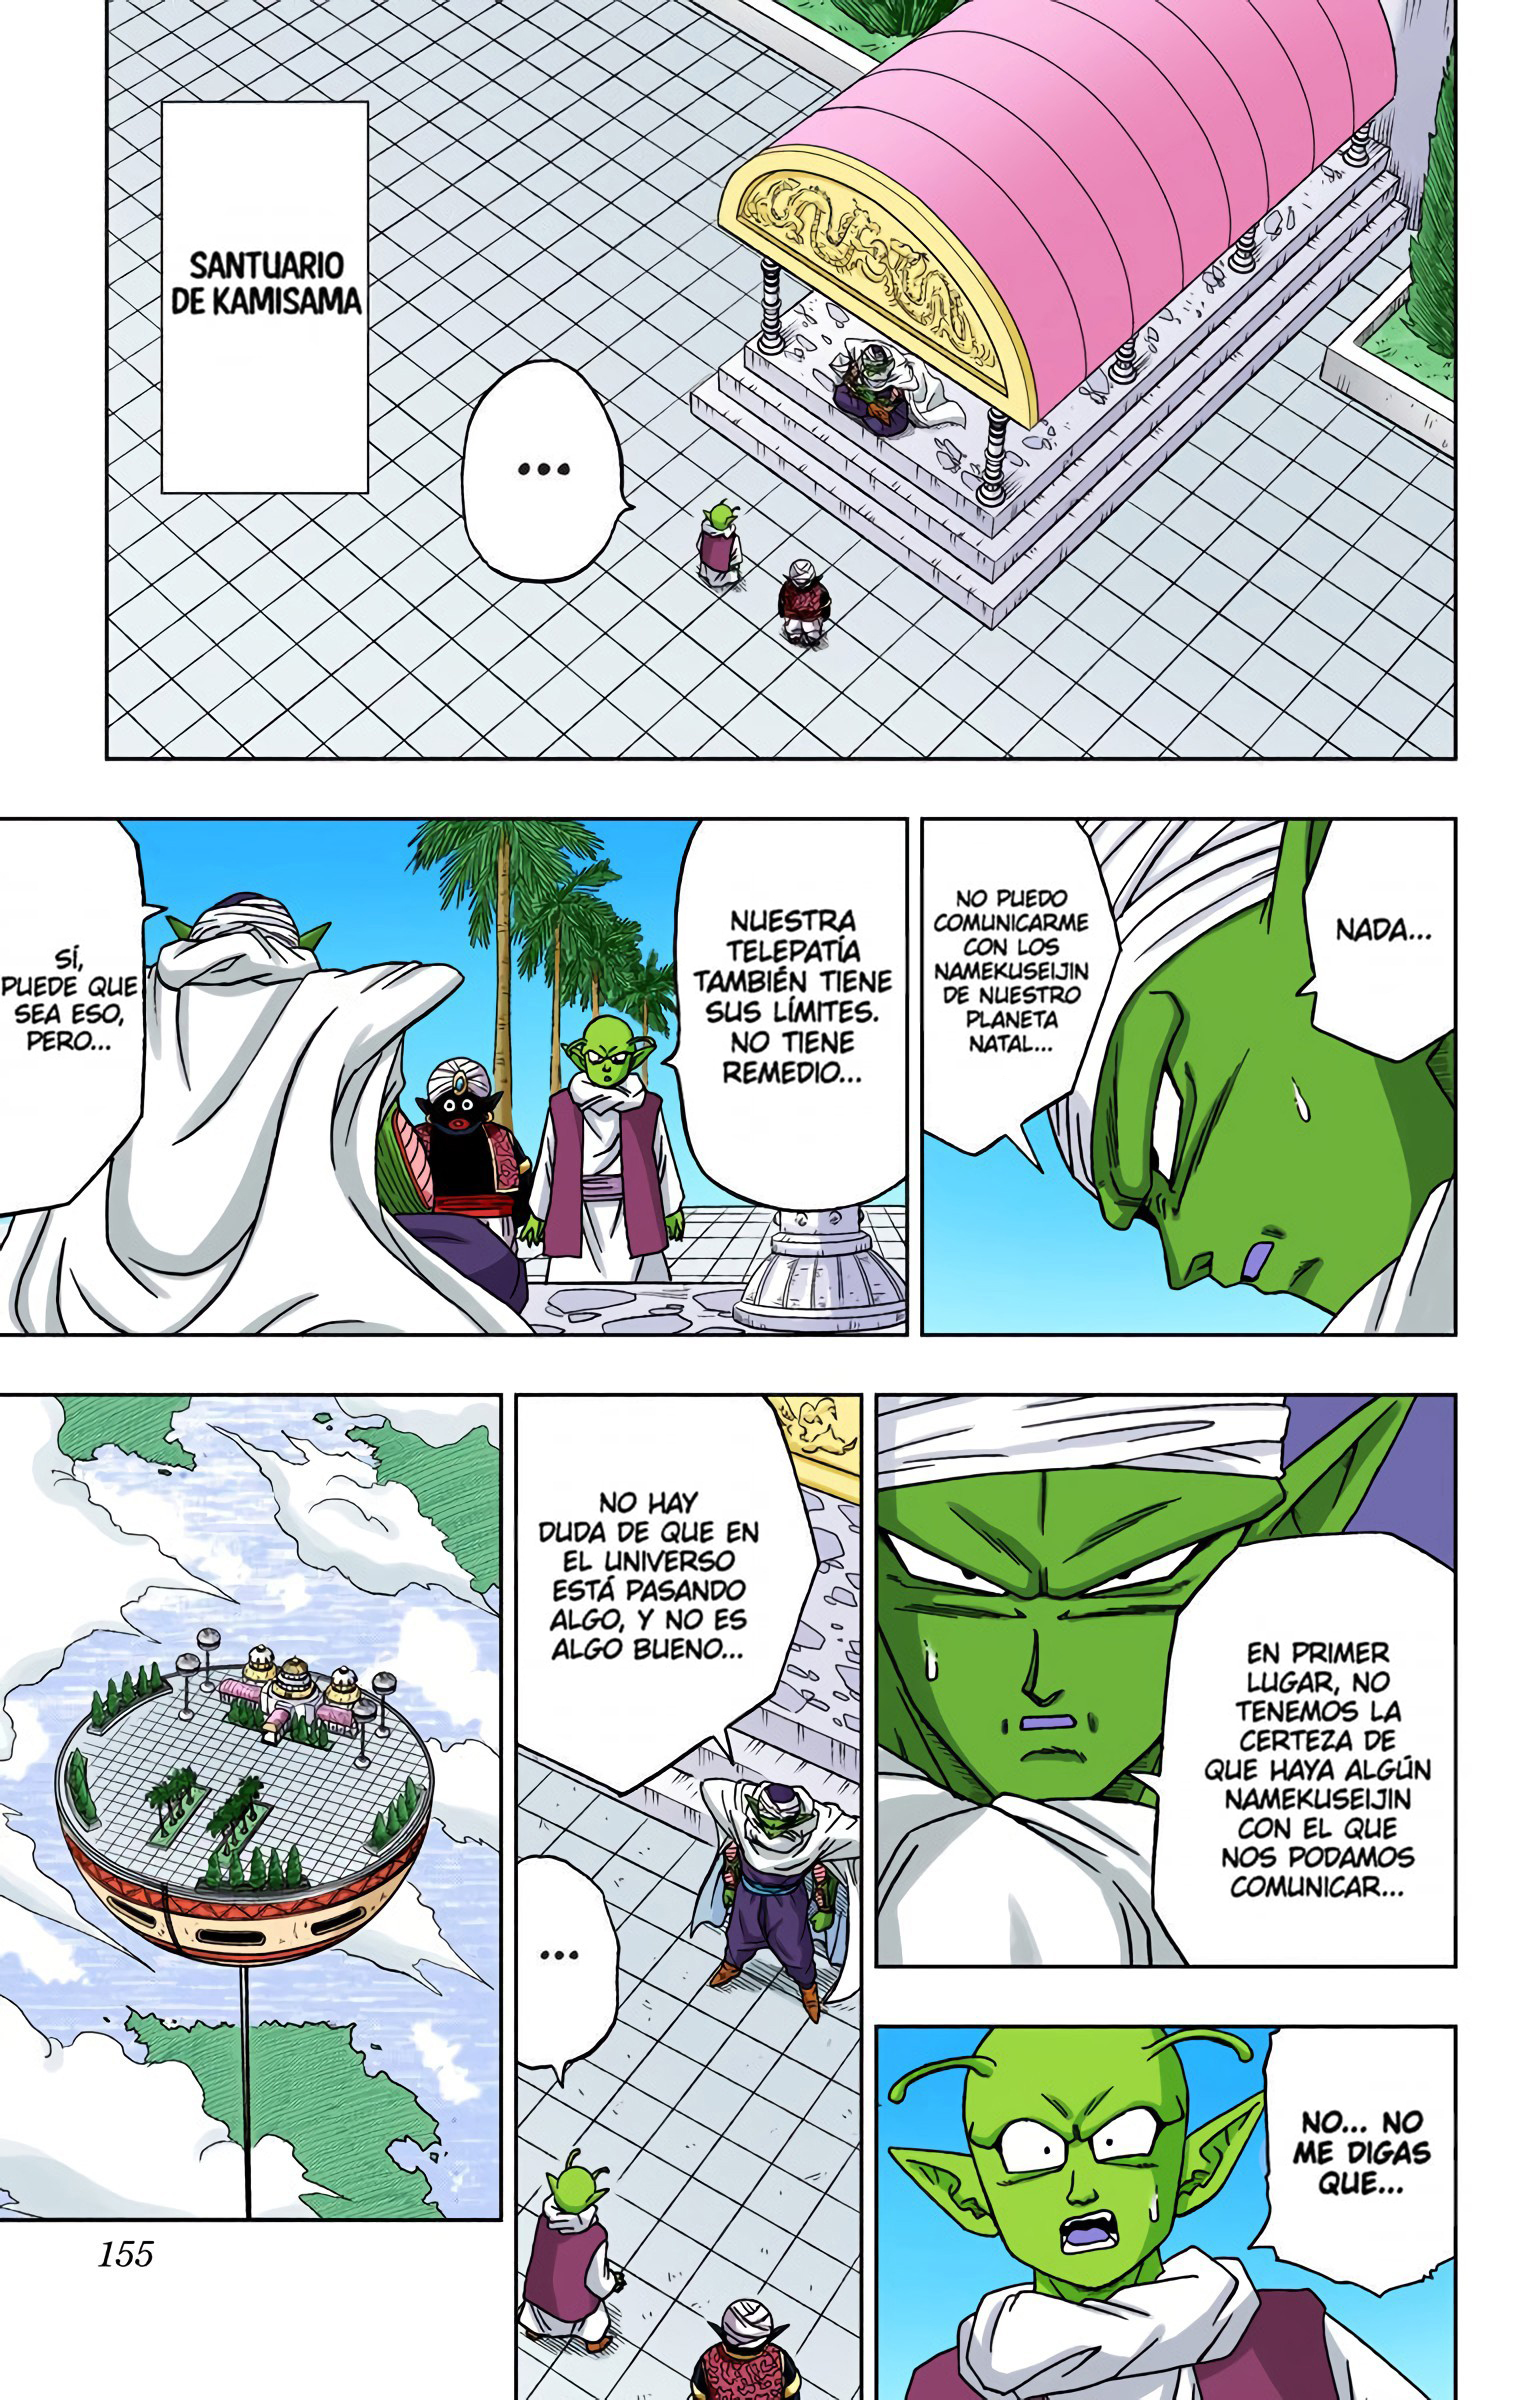 SANTUARIO
DE KAMISAMA
...
NADA...
NO PUEDO
COMUNICARME
CON LOS
NAMEKUSEIJIN
DE NUESTRO
PLANETA
NATAL...
NUESTRA
TELEPATÍA
TAMBIÉN TIENE
SUS LÍMITES.
NO TIENE
REMEDIO...
SÍ,
PUEDE QUE
SEA ESO,
PERO...
EN PRIMER
LUGAR, NO
TENEMOS LA
CERTEZA DE
QUE HAYA ALGÚN
NAMEKUSEIJIN
CON EL QUE
NOS PODAMOS
COMUNICAR...
NO... NO
ME DIGAS
QUE...
NO HAY
DUDA DE QUE EN
EL UNIVERSO
ESTÁ PASANDO
ALGO, Y NO ES
ALGO BUENO...
...
155